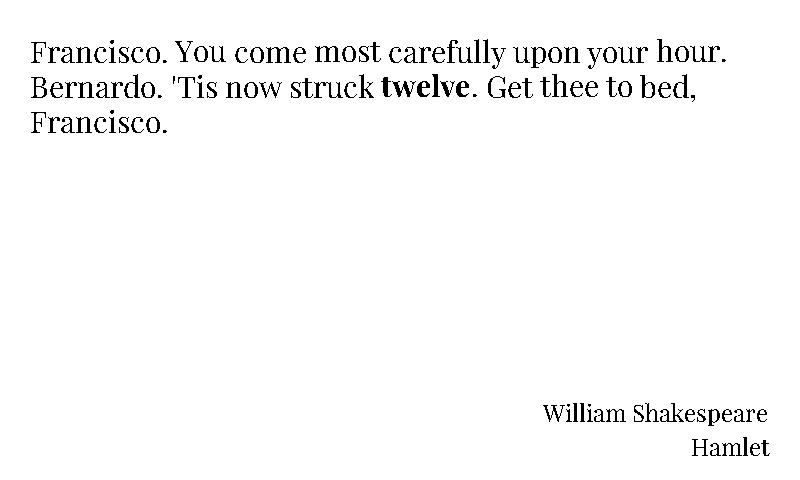 Francisco. You come most carefully upon your hour.
Bernardo. 'Tis now struck twelve. Get thee to bed,
Francisco.
William Shakespeare
Hamlet